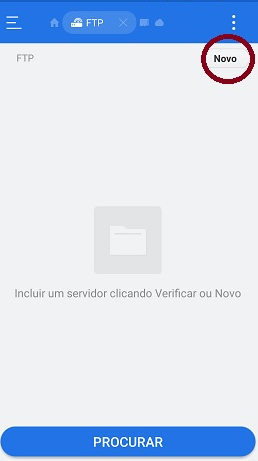 FTP
FTP
Novo
Incluir um servidor clicando Verificar ou Novo
PROCURAR